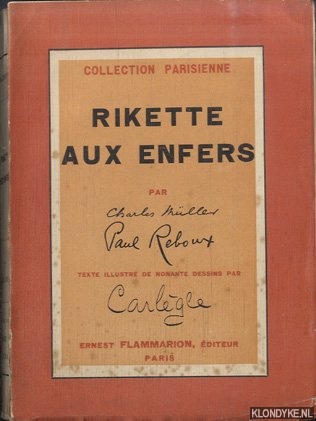 COLLECTION PARISIENNE
RIKETTE
AUX ENFERS
PAR
Charles Müller
Paul Reboux
TEXTE ILLUSTRÉ DE NONANTE DESSINS PAR
Carlègle
ERNEST FLAMMARION, ÉDITEUR
PARIS
KLONDYKE.NL